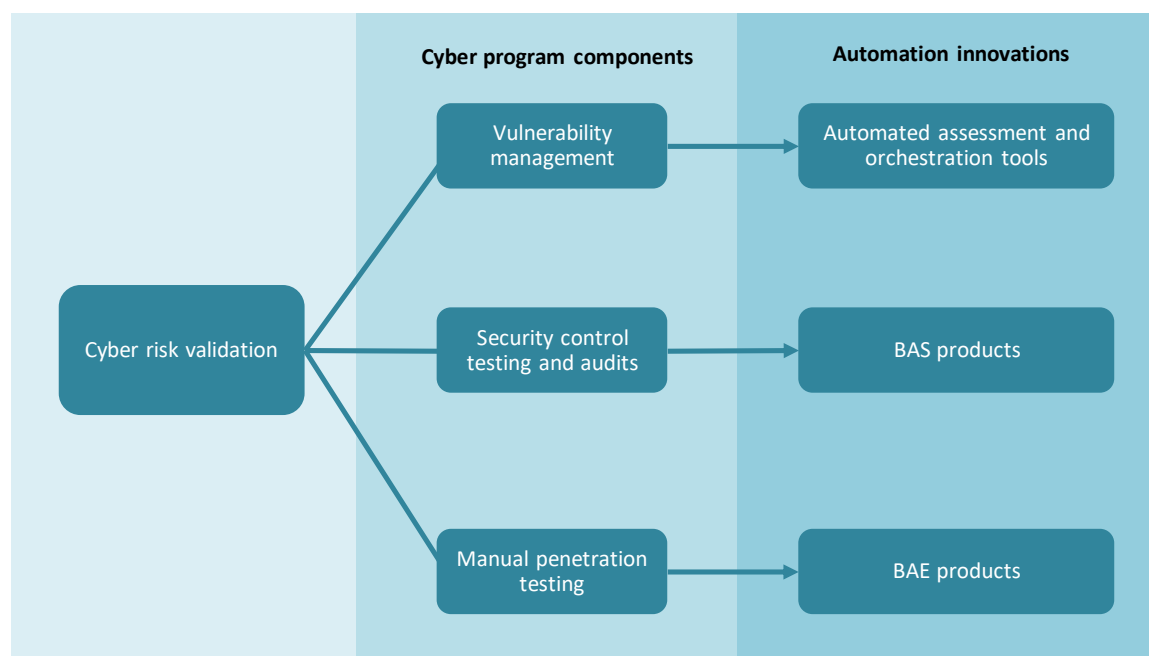 Cyber program components
Automation innovations
Vulnerability
management
Automated assessment and
orchestration tools
Cyber risk validation
Security control
testing and audits
BAS products
Manual penetration
testing
BAE products